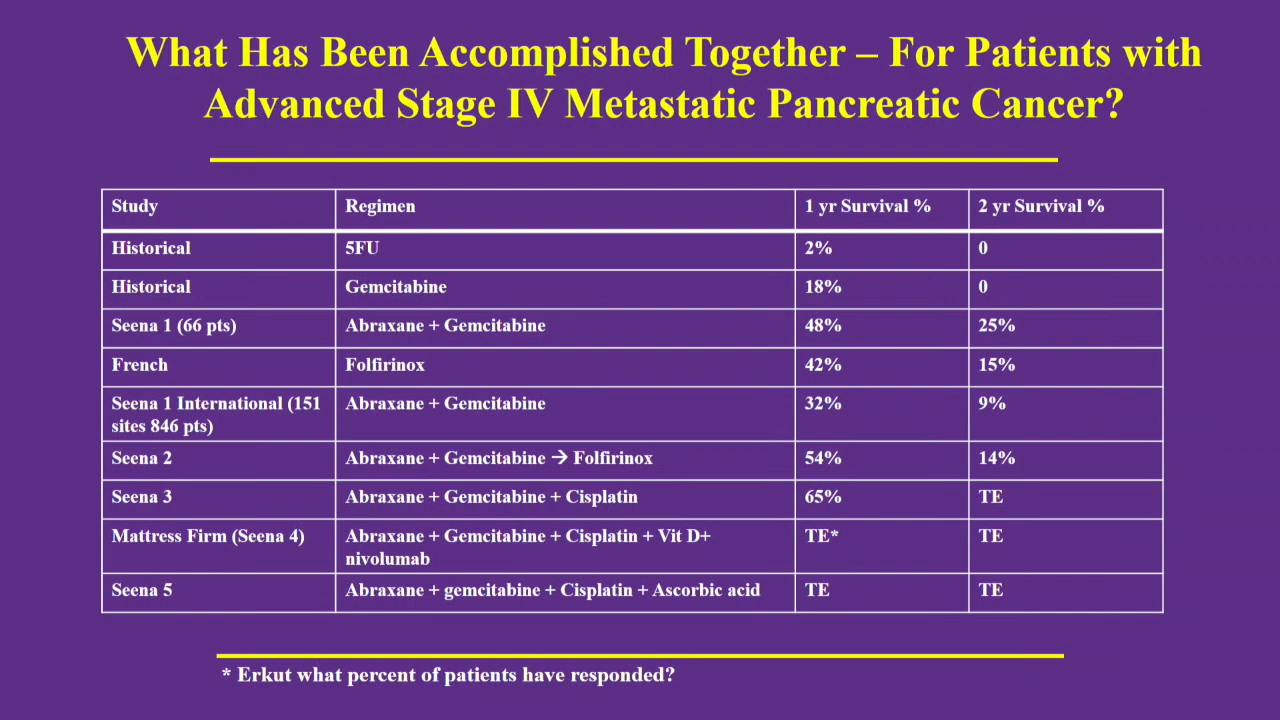 What Has Been Accomplished Together – For Patients with
Advanced Stage IV Metastatic Pancreatic Cancer?
Study Regimen 1 yr Survival % 2 yr Survival %
Historical 5FU 2% 0
Historical Gemcitabine 18% 0
Seena 1 (66 pts) Abraxane + Gemcitabine 48% 25%
French Folfirinox 42% 15%
Seena 1 International (151
sites 846 pts) Abraxane + Gemcitabine 32% 9%
Seena 2 Abraxane + Gemcitabine → Folfirinox 54% 14%
Seena 3 Abraxane + Gemcitabine + Cisplatin 65% TE
Mattress Firm (Seena 4) Abraxane + Gemcitabine + Cisplatin + Vit D+
nivolumab TE* TE
Seena 5 Abraxane + gemcitabine + Cisplatin + Ascorbic acid TE TE
* Erkut what percent of patients have responded?